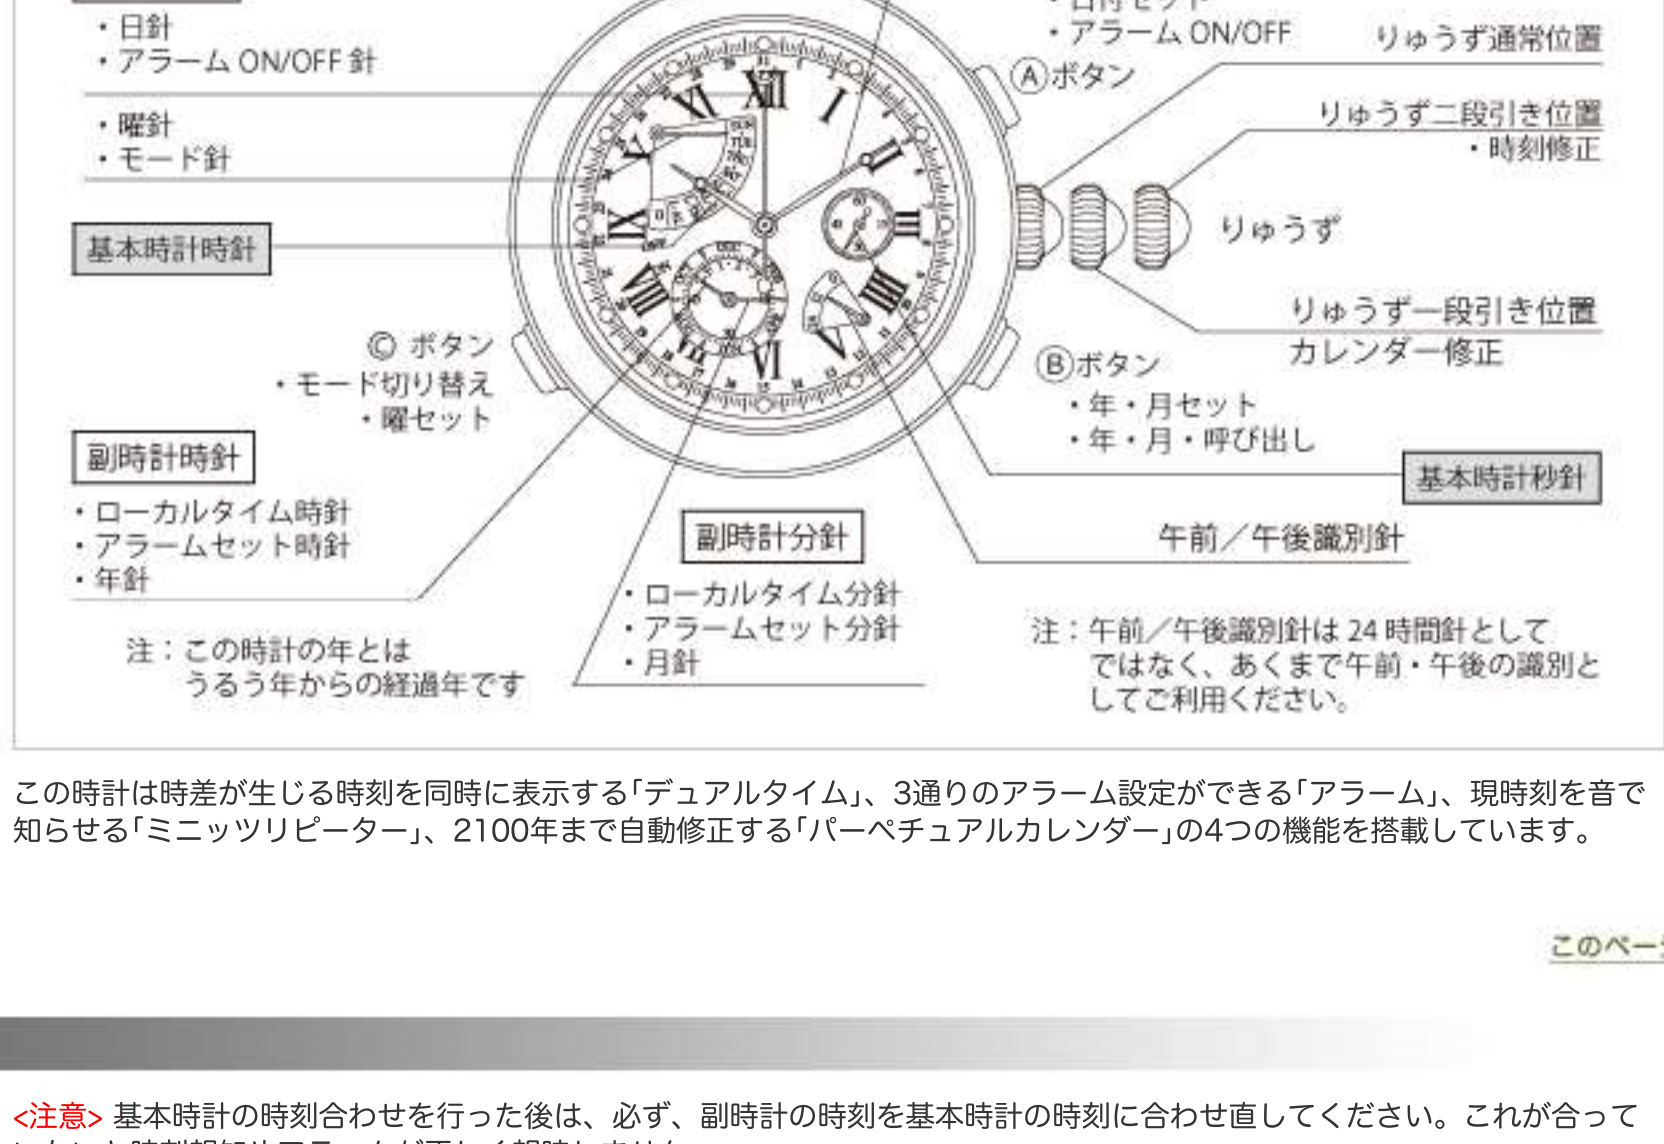 ・日針
・アラーム ON/OFF 針
・曜針
・モード針
基本時計時針
Ⓒ ボタン
・モード切り替え
・曜セット
副時計時針
・ローカルタイム時針
・アラームセット時針
・年針
注：この時計の年とは
うるう年からの経過年です
副時計分針
・ローカルタイム分針
・アラームセット分針
・月針
・日付セット
・アラーム ON/OFF
Ⓐボタン
りゅうず通常位置
りゅうず二段引き位置
・時刻修正
りゅうず
りゅうず一段引き位置
カレンダー修正
Ⓑボタン
・年・月セット
・年・月・呼び出し
基本時計秒針
午前／午後識別針
注：午前／午後識別針は 24 時間針として
ではなく、あくまで午前・午後の識別と
してご利用ください。
XII
I
II
III
IIII
V
VI
VII
VIII
IX
X
XI
この時計は時差が生じる時刻を同時に表示する「デュアルタイム」、3通りのアラーム設定ができる「アラーム」、現時刻を音で
知らせる「ミニッツリピーター」、2100年まで自動修正する「パーペチュアルカレンダー」の4つの機能を搭載しています。
このペー
<注意> 基本時計の時刻合わせを行った後は、必ず、副時計の時刻を基本時計の時刻に合わせ直してください。これが合って